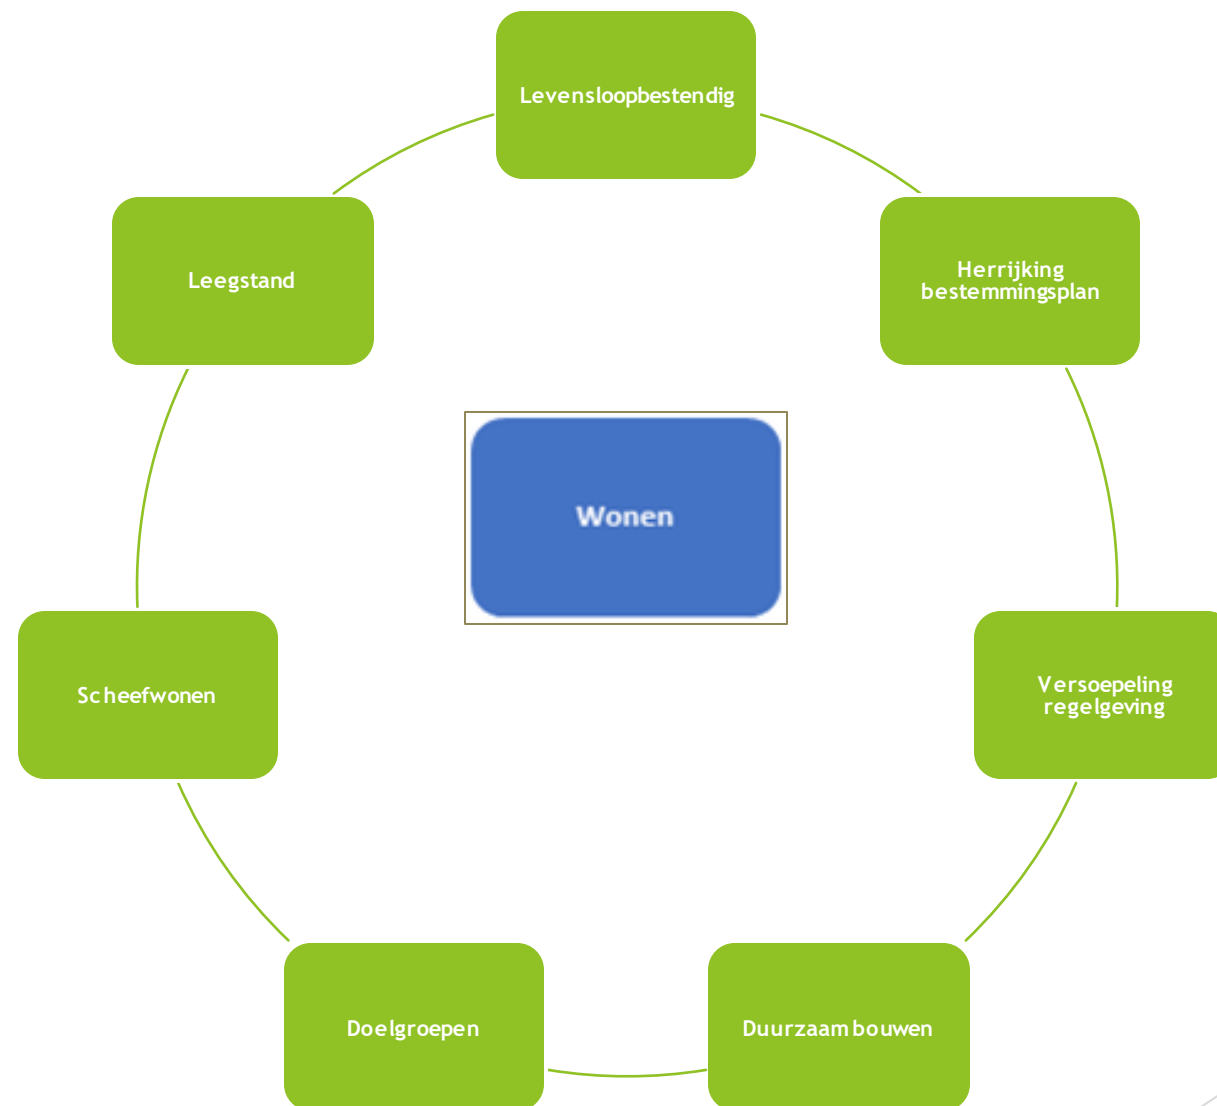 Levensloopbestendig
Herrijking
bestemmingsplan
Versoepeling
regelgeving
Duurzaam bouwen
Doelgroepen
Scheefwonen
Leegstand
Wonen